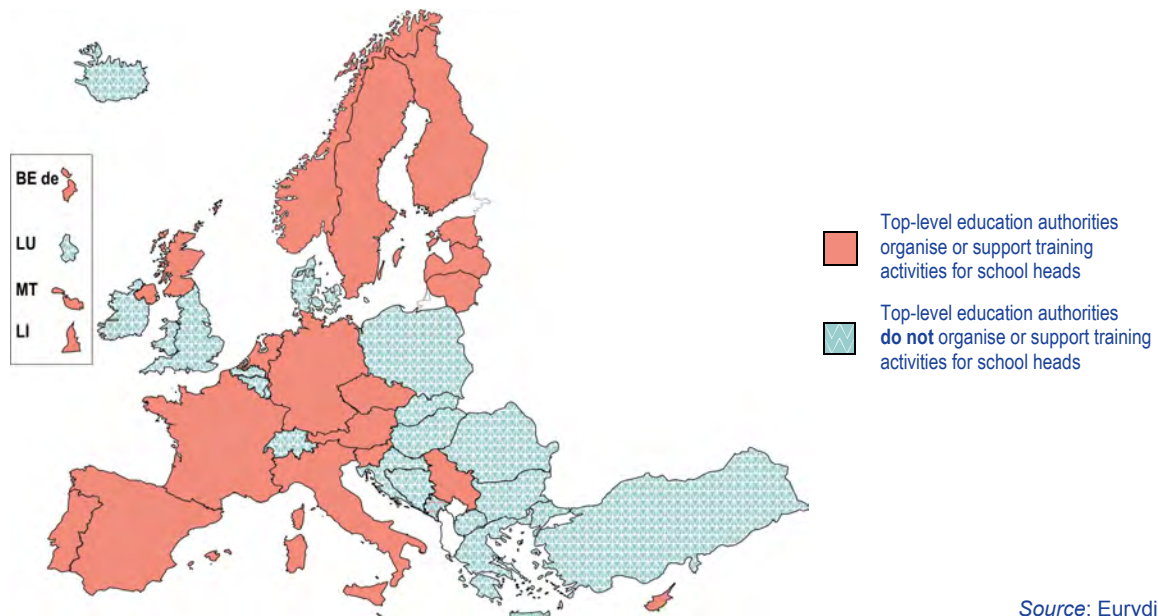 BE de
LU
MT
LI
Top-level education authorities
organise or support training
activities for school heads
Top-level education authorities
do not organise or support training
activities for school heads
Source: Eurydi